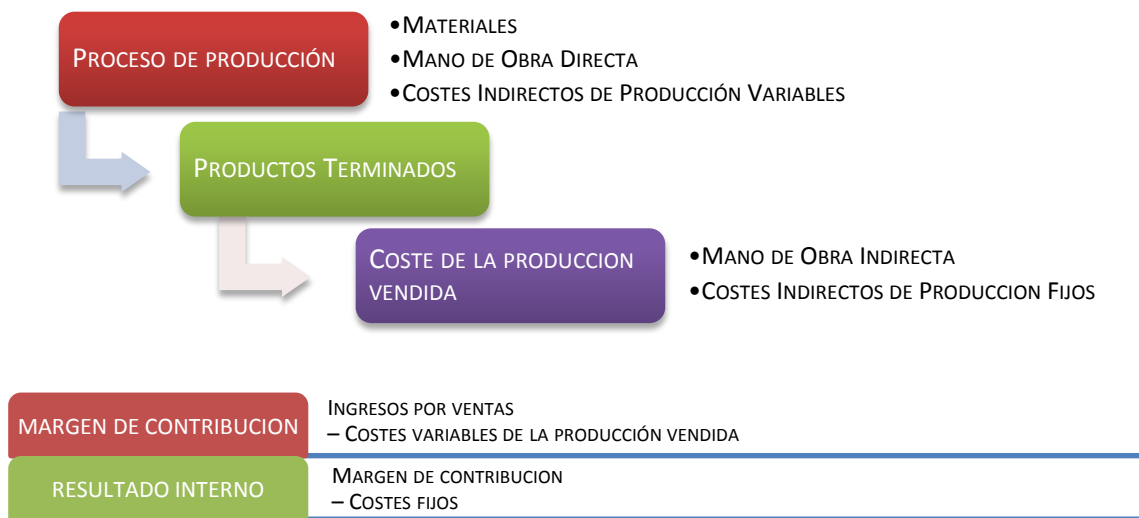 PROCESO DE PRODUCCIÓN
•MATERIALES
•MANO DE OBRA DIRECTA
•COSTES INDIRECTOS DE PRODUCCIÓN VARIABLES
PRODUCTOS TERMINADOS
COSTE DE LA PRODUCCION
VENDIDA
•MANO DE OBRA INDIRECTA
•COSTES INDIRECTOS DE PRODUCCION FIJOS
MARGEN DE CONTRIBUCION
INGRESOS POR VENTAS
– COSTES VARIABLES DE LA PRODUCCIÓN VENDIDA
RESULTADO INTERNO
MARGEN DE CONTRIBUCION
– COSTES FIJOS